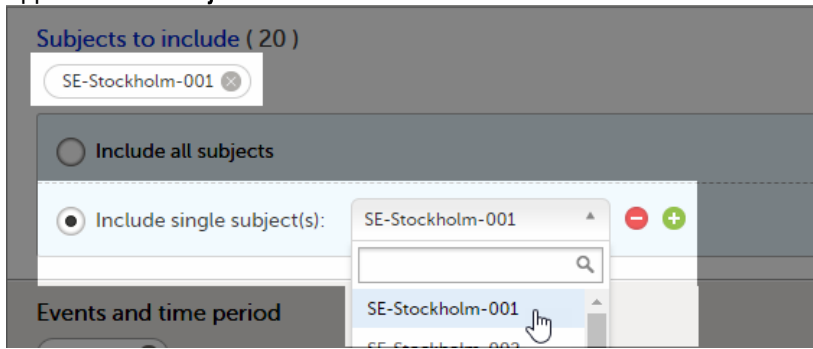 Subjects to include ( 20 )
SE-Stockholm-001
Include all subjects
Include single subject(s): SE-Stockholm-001
SE-Stockholm-001
Events and time period